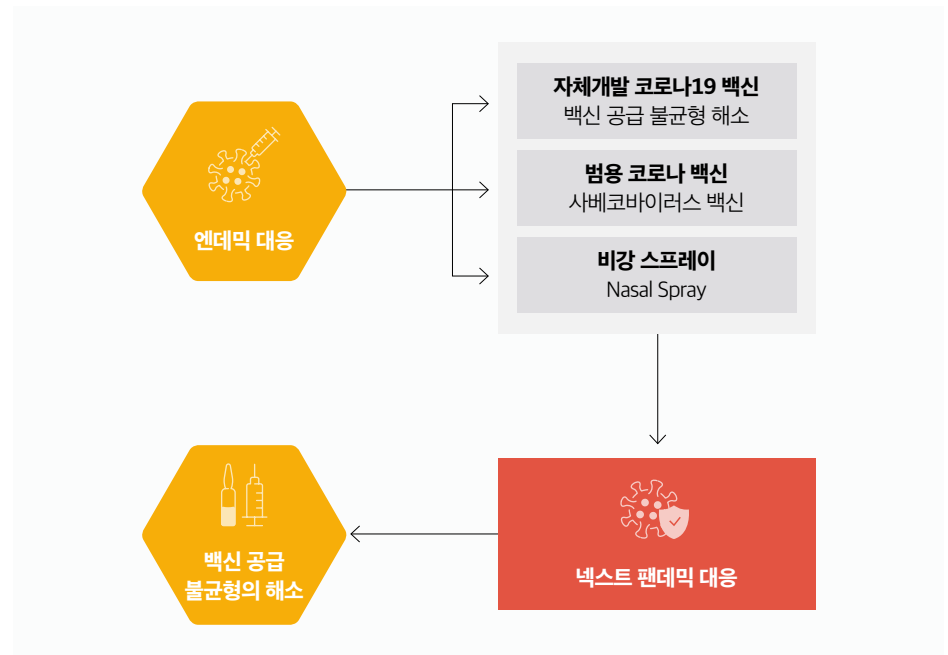 엔데믹 대응
자체개발 코로나19 백신
백신 공급 불균형 해소
범용 코로나 백신
사베코바이러스 백신
비강 스프레이
Nasal Spray
넥스트 팬데믹 대응
백신 공급
불균형의 해소